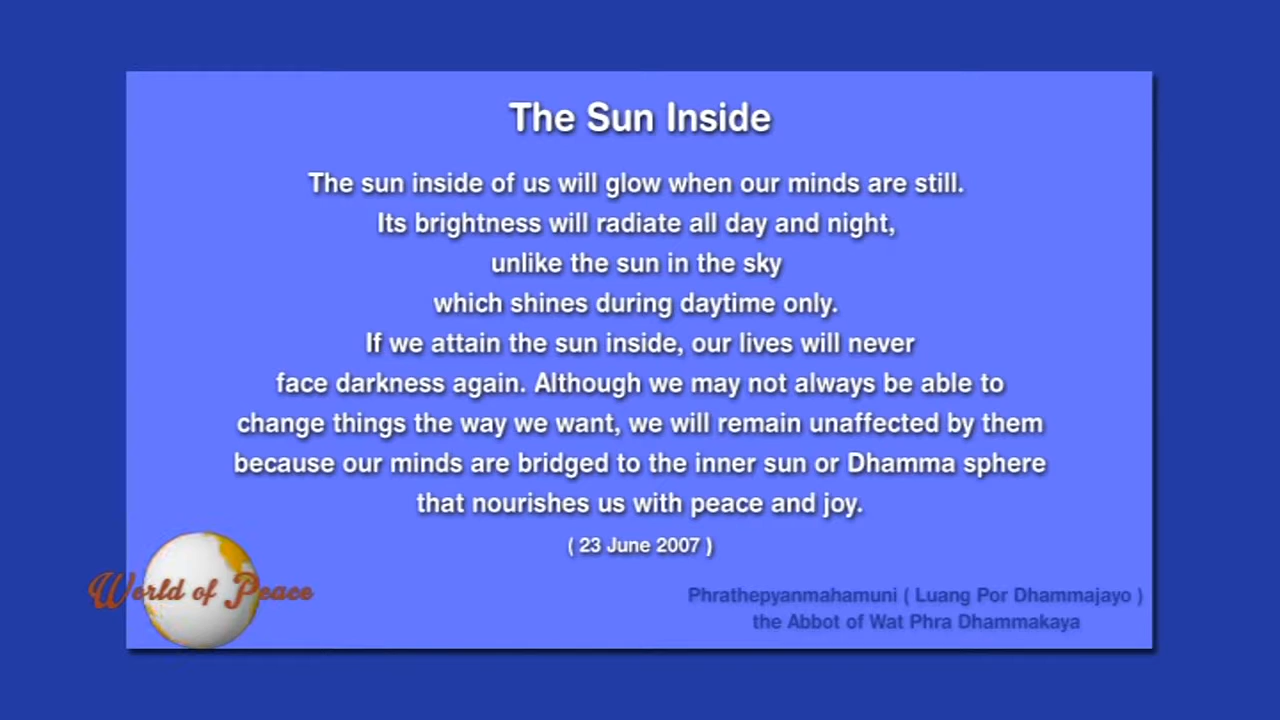 The Sun Inside
The sun inside of us will glow when our minds are still.
Its brightness will radiate all day and night,
unlike the sun in the sky
which shines during daytime only.
If we attain the sun inside, our lives will never
face darkness again. Although we may not always be able to
change things the way we want, we will remain unaffected by them
because our minds are bridged to the inner sun or Dhamma sphere
that nourishes us with peace and joy.
( 23 June 2007 )
World of Peace
Phrathepyanmahamuni ( Luang Por Dhammajayo )
the Abbot of Wat Phra Dhammakaya